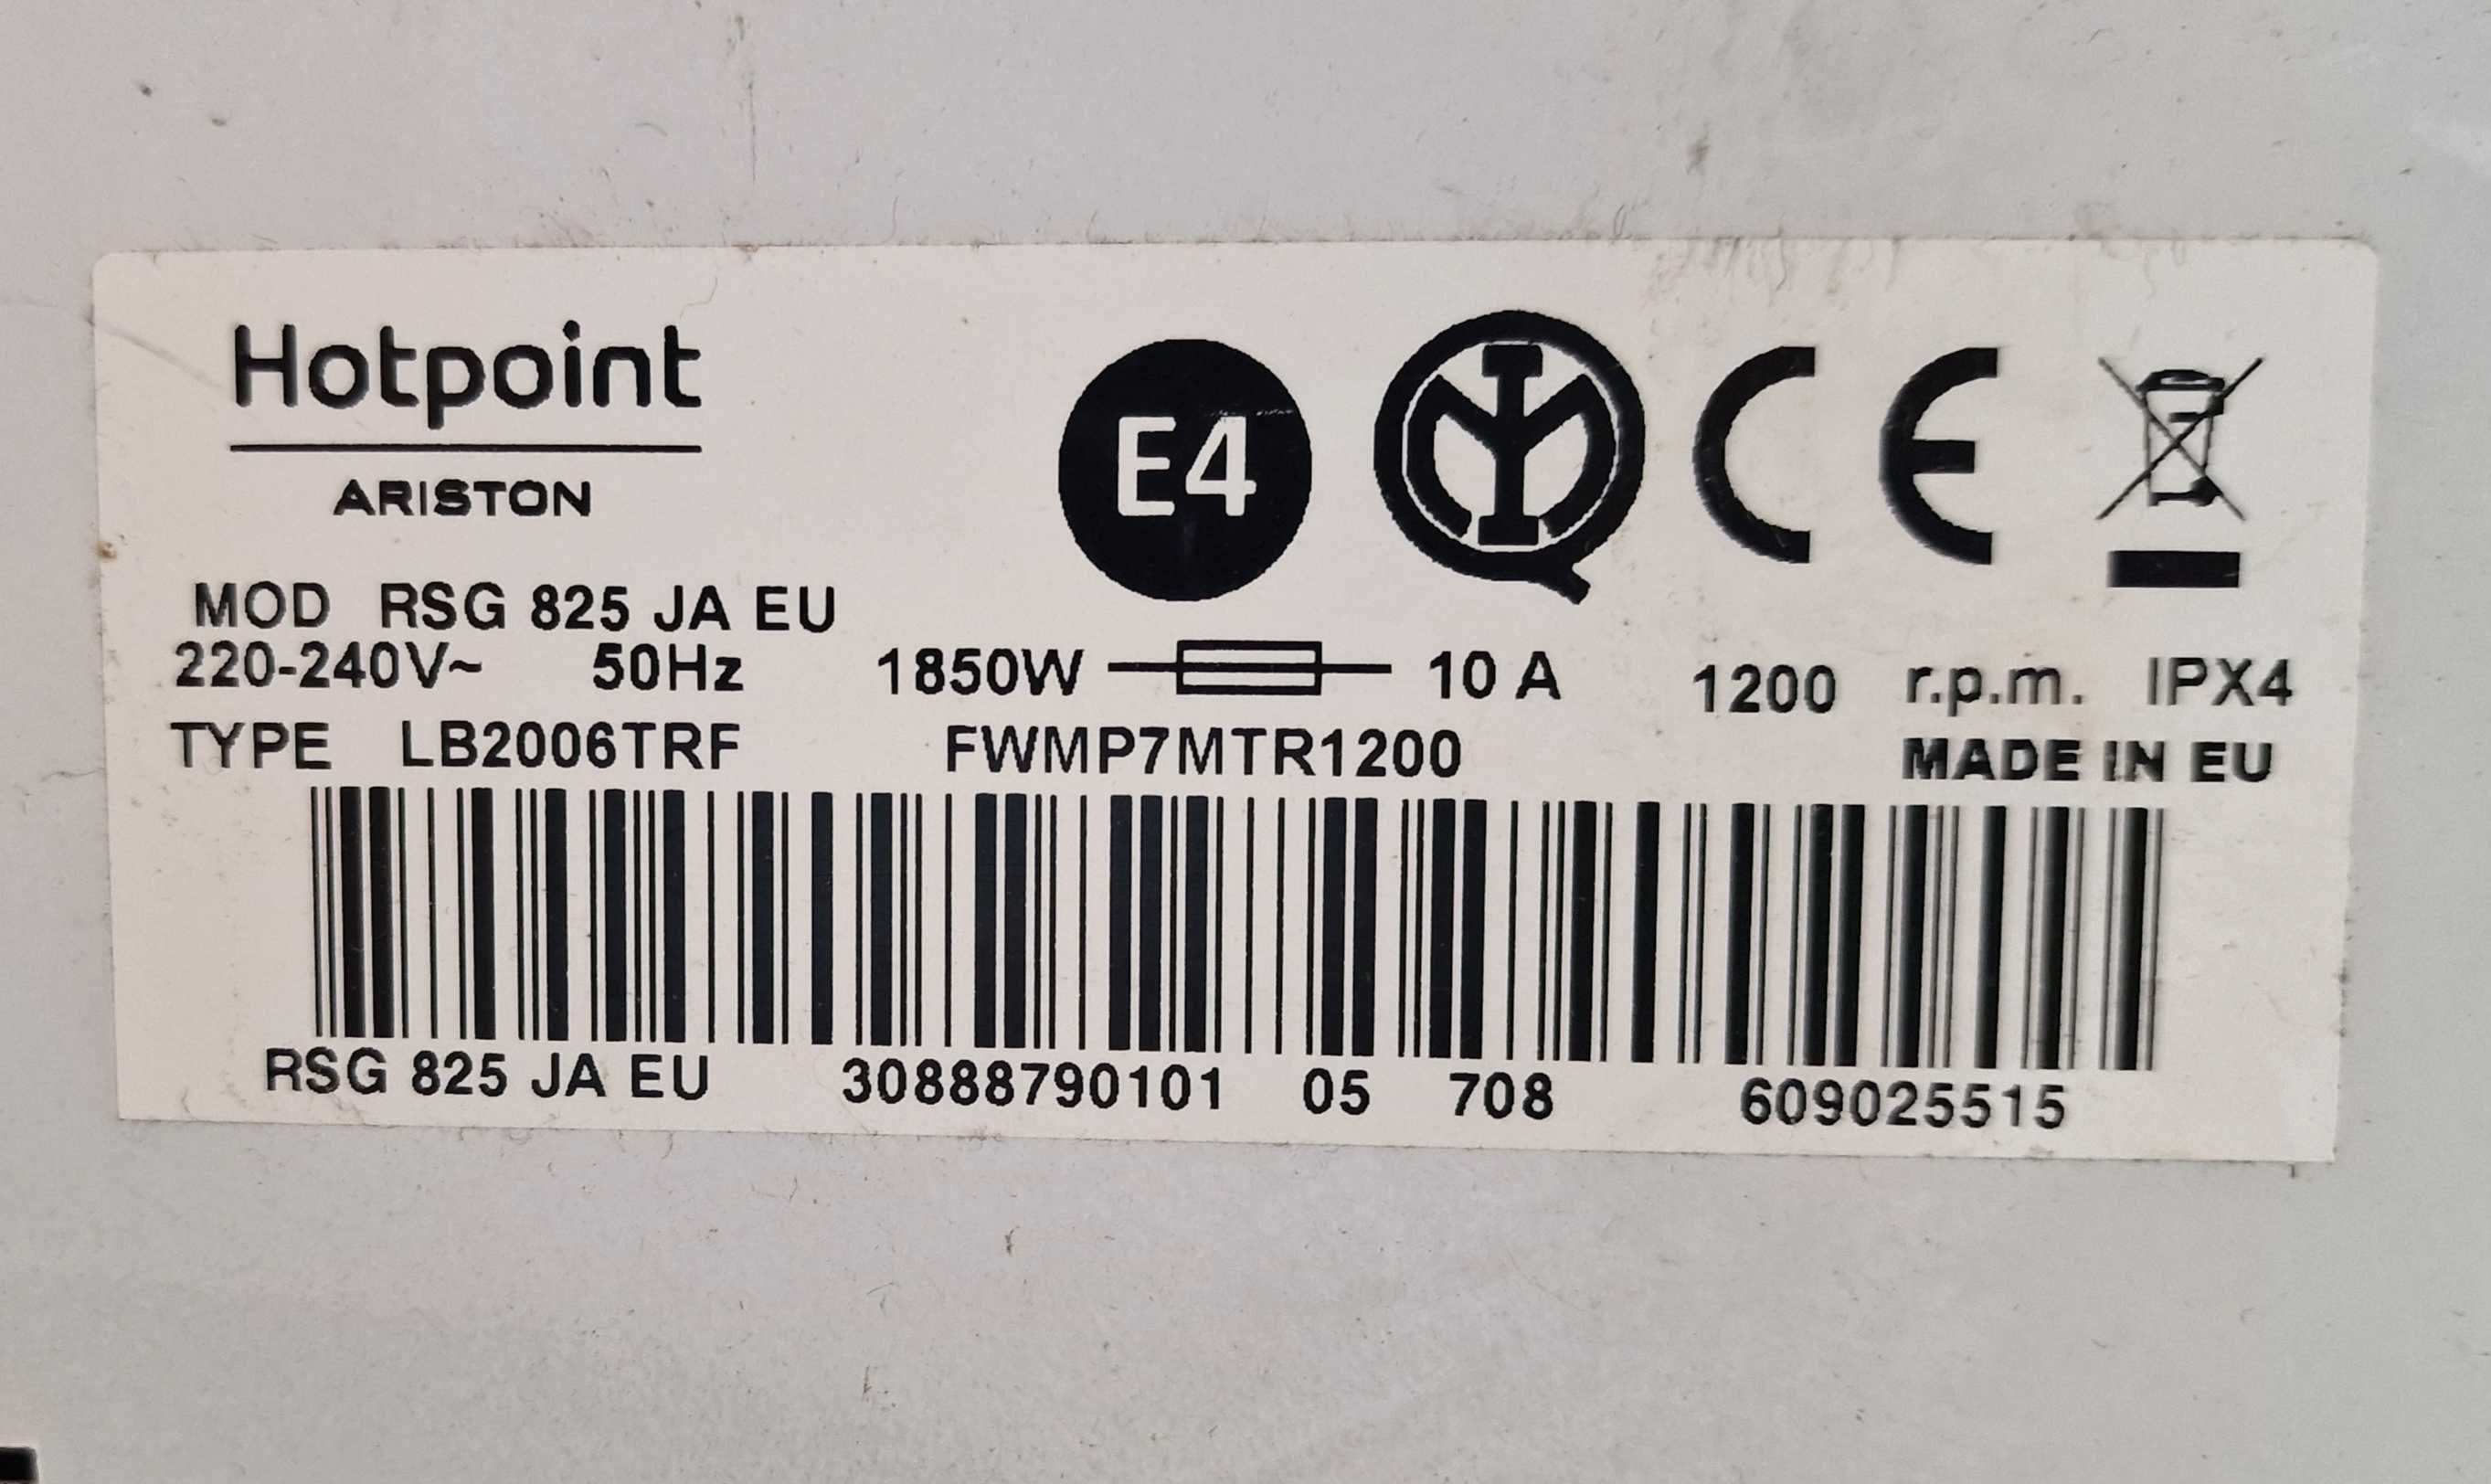 Hotpoint
ARISTON
E4
CE
MOD RSG 825 JA EU
220-240V~ 50Hz 1850W 10 A 1200 r.p.m. IPX4
TYPE LB2006TRF FWMP7MTR1200 MADE IN EU
RSG 825 JA EU 30888790101 05 708 609025515